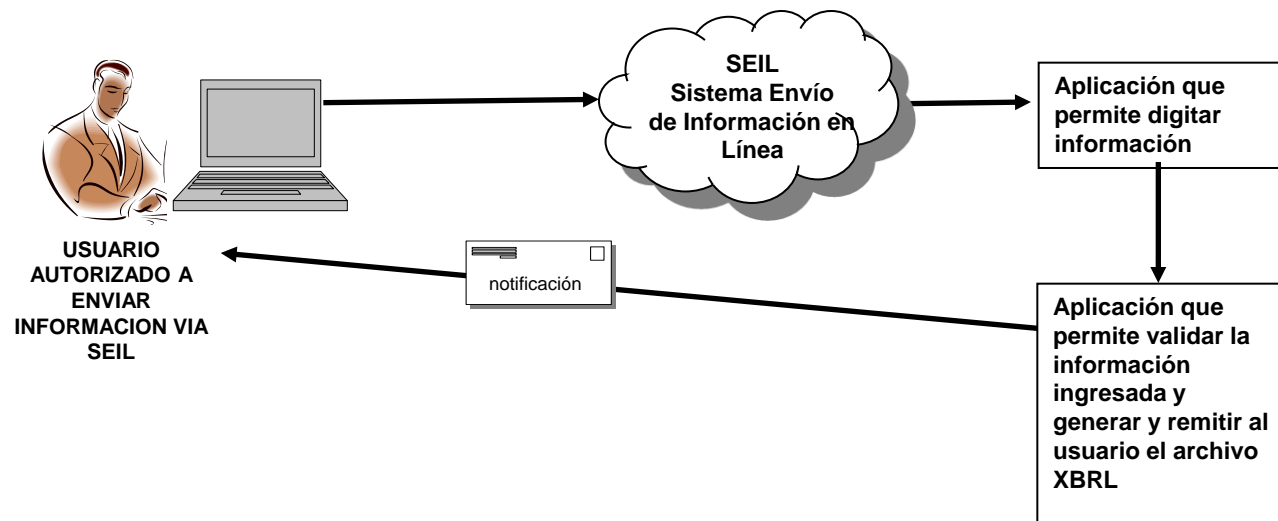 SEIL
Sistema Envío
de Información en
Línea
Aplicación que
permite digitar
información
USUARIO
AUTORIZADO A
ENVIAR
INFORMACION VIA
SEIL
notificación
Aplicación que
permite validar la
información
ingresada y
generar y remitir al
usuario el archivo
XBRL